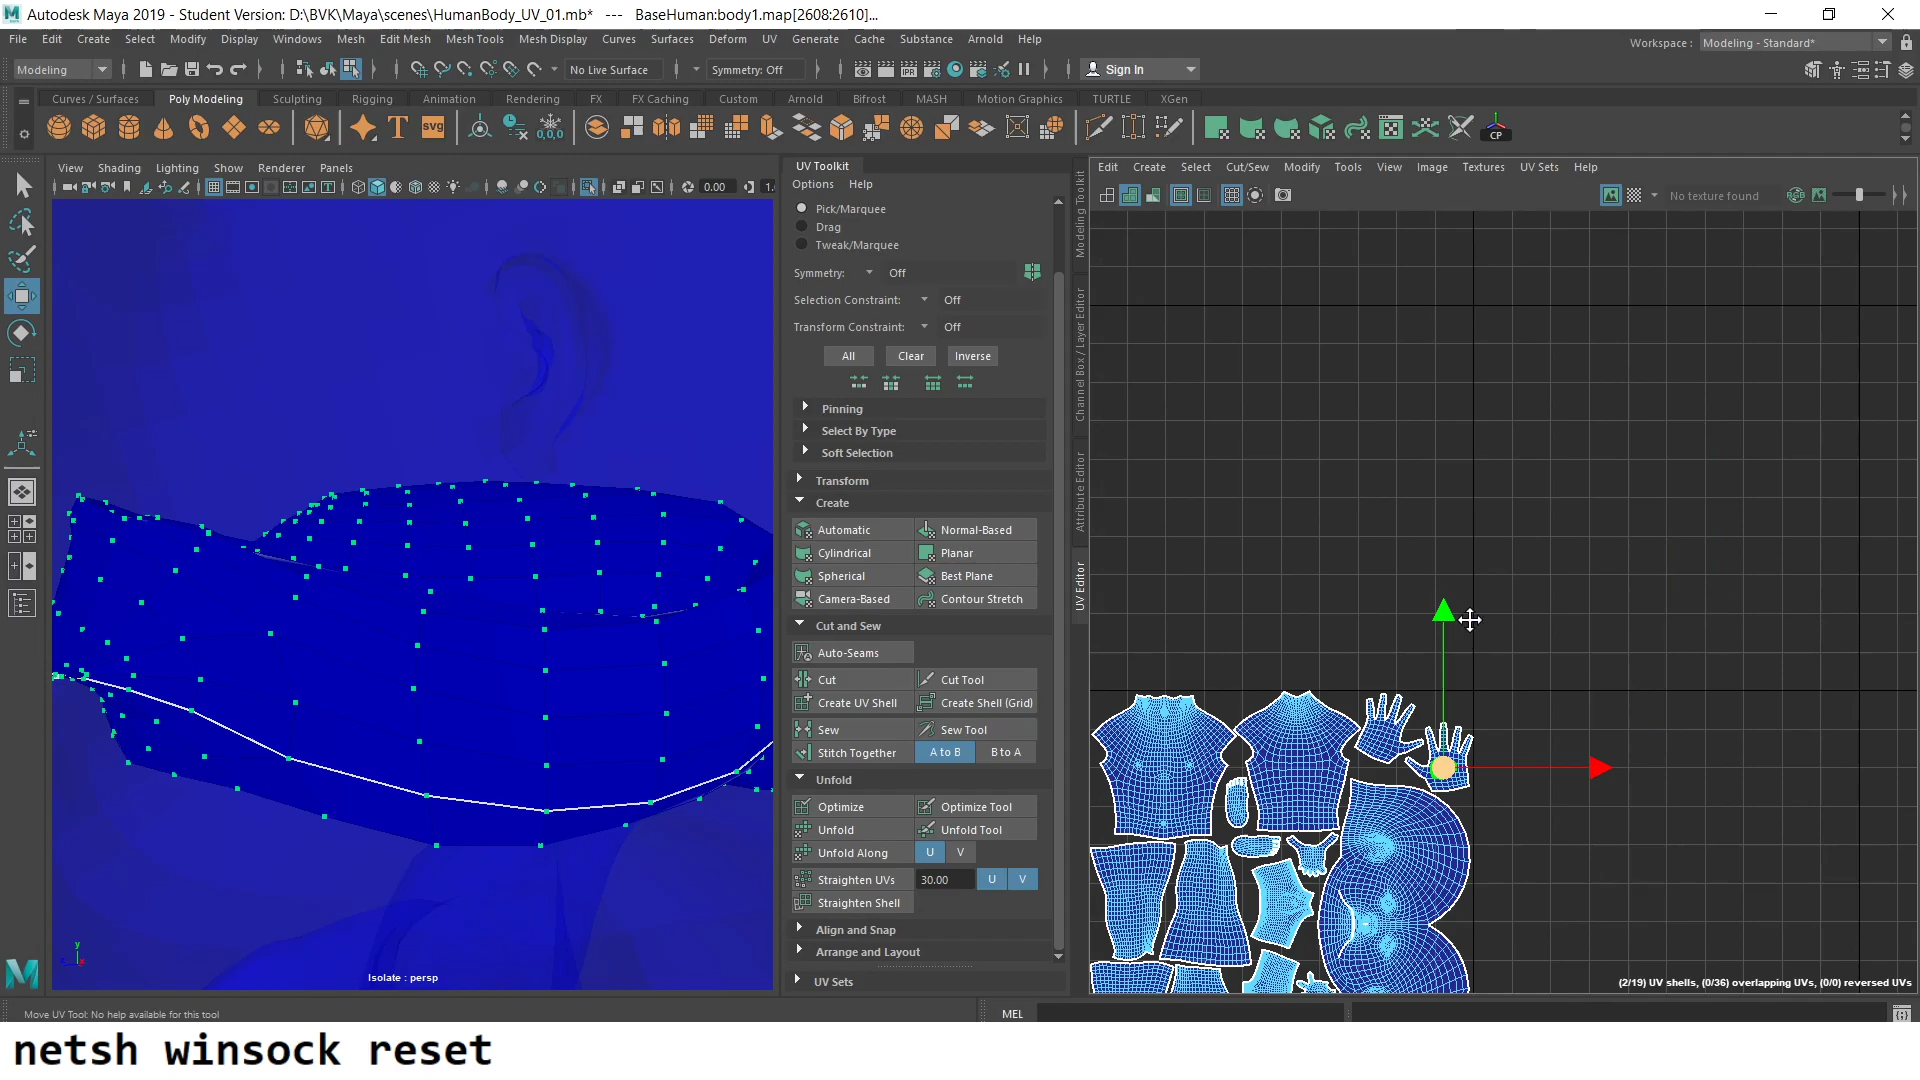 Autodesk Maya 2019 - Student Version: D:\BVK\Maya\scenes\HumanBody_UV_01.mb* --- BaseHuman:body1.map[2608:2610]...
File Edit Create Select Modify Display Windows Mesh Edit Mesh Mesh Tools Mesh Display Curves Surfaces Deform UV Generate Cache Substance Arnold Help
Workspace : Modeling - Standard*
Modeling No Live Surface Symmetry: Off Sign In
Curves / Surfaces Poly Modeling Sculpting Rigging Animation Rendering FX FX Caching Custom Arnold Bifrost MASH Motion Graphics TURTLE XGen
View Shading Lighting Show Renderer Panels
0.00
UV Toolkit
Options Help
Pick/Marquee
Drag
Tweak/Marquee
Symmetry: Off
Selection Constraint: Off
Transform Constraint: Off
All Clear Inverse
Pinning
Select By Type
Soft Selection
Transform
Create
Automatic Normal-Based
Cylindrical Planar
Spherical Best Plane
Camera-Based Contour Stretch
Cut and Sew
Auto-Seams
Cut Cut Tool
Create UV Shell Create Shell (Grid)
Sew Sew Tool
Stitch Together A to B B to A
Unfold
Optimize Optimize Tool
Unfold Unfold Tool
Unfold Along U V
Straighten UVs 30.00 U V
Straighten Shell
Align and Snap
Arrange and Layout
UV Sets
Modeling Toolkit
Channel Box / Layer Editor
Attribute Editor
UV Editor
Edit Create Select Cut/Sew Modify Tools View Image Textures UV Sets Help
No texture found
y
Isolate : persp
(2/19) UV shells, (0/36) overlapping UVs, (0/0) reversed UVs
Move UV Tool: No help available for this tool
MEL
netsh winsock reset